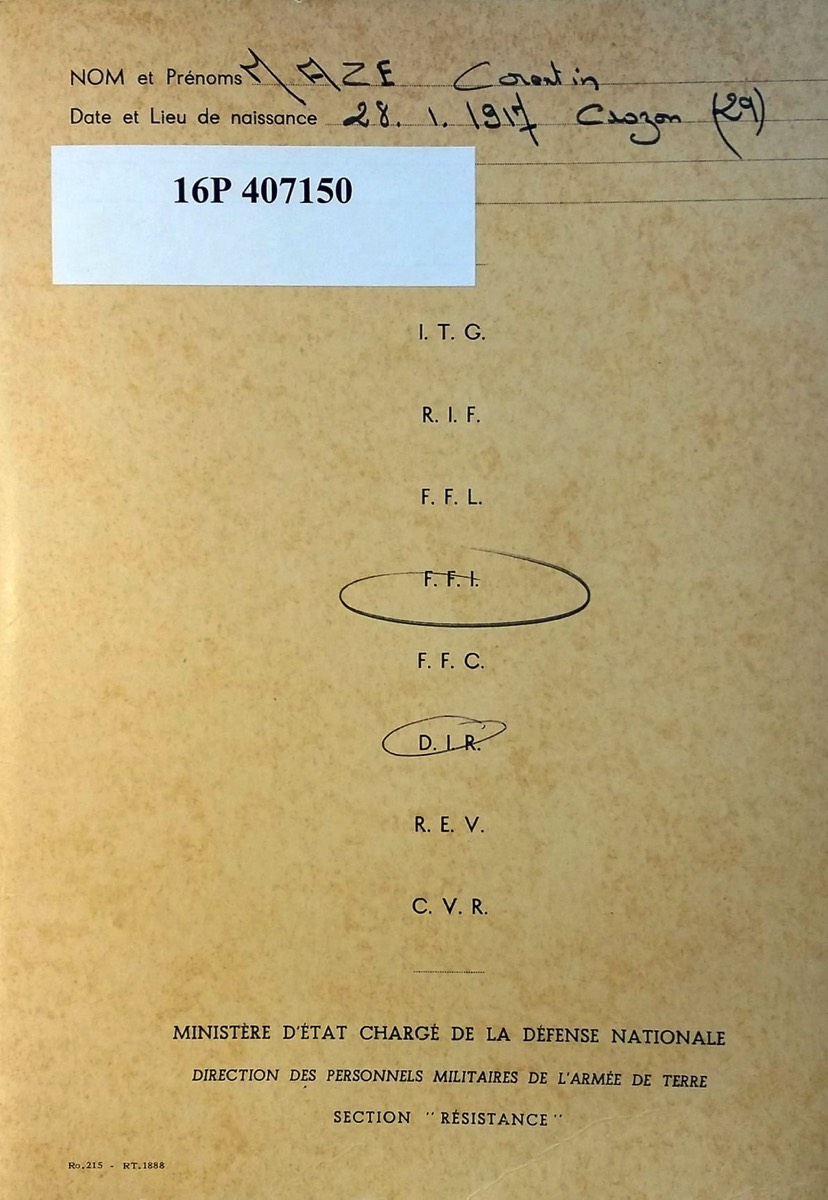 NOM et Prénoms MAZE Corentin
Date et Lieu de naissance 28.1.1917 Crozon (29)
16P 407150
I. T. G.
R. I. F.
F. F. L.
F. F. I.
F. F. C.
D. I. R.
R. E. V.
C. V. R.
MINISTÈRE D'ÉTAT CHARGÉ DE LA DÉFENSE NATIONALE
DIRECTION DES PERSONNELS MILITAIRES DE L'ARMÉE DE TERRE
SECTION "RÉSISTANCE"
Ro.215 - RT.1888